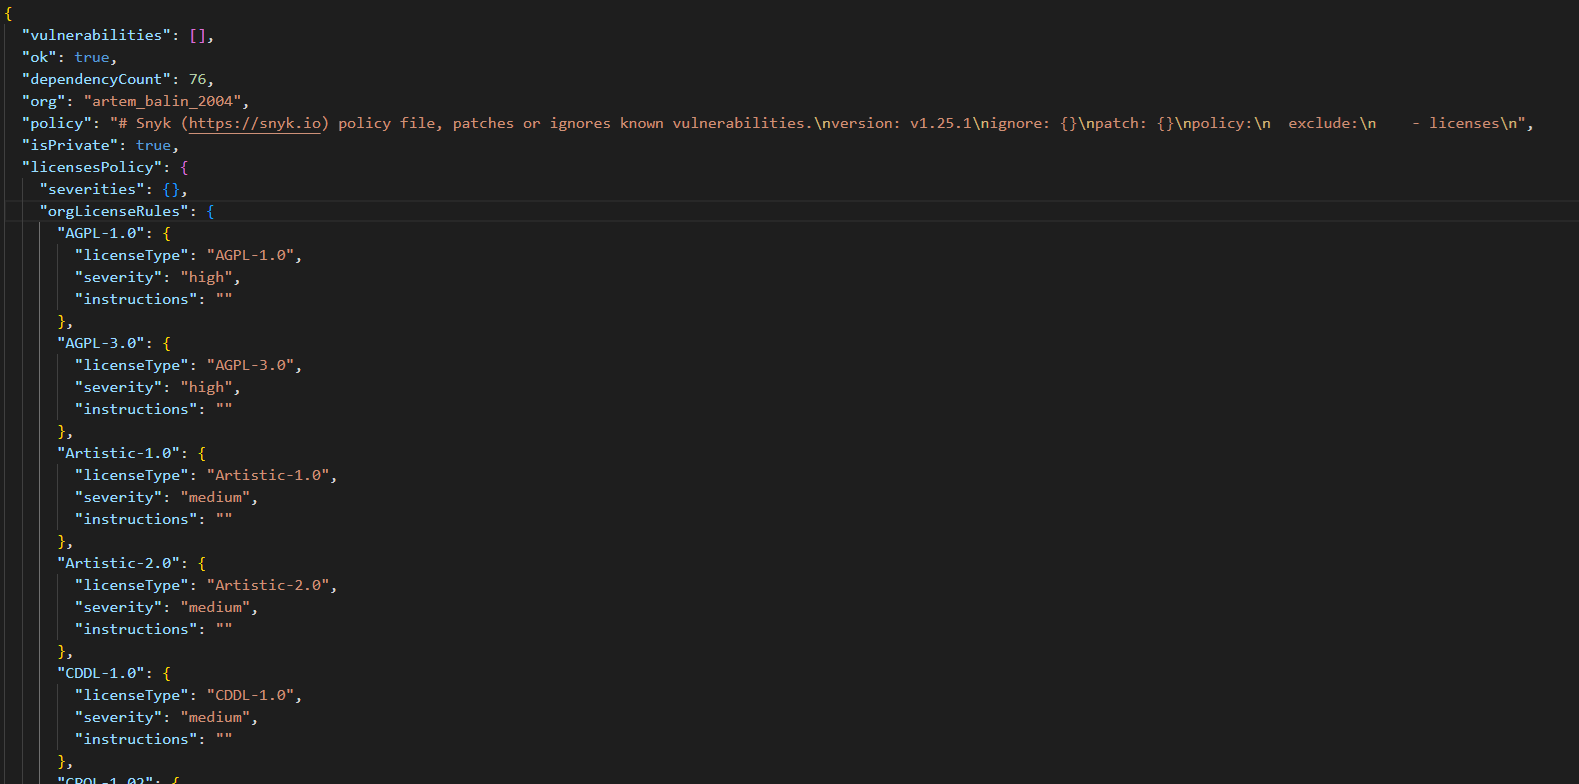 {
"vulnerabilities": [],
"ok": true,
"dependencyCount": 76,
"org": "artem_balin_2004",
"policy": "# Snyk (https://snyk.io) policy file, patches or ignores known vulnerabilities.\nversion: v1.25.1\nignore: {}\npatch: {}\npolicy:\n  exclude:\n    - licenses\n",
"isPrivate": true,
"licensesPolicy": {
"severities": {},
"orgLicenseRules": {
"AGPL-1.0": {
"licenseType": "AGPL-1.0",
"severity": "high",
"instructions": ""
},
"AGPL-3.0": {
"licenseType": "AGPL-3.0",
"severity": "high",
"instructions": ""
},
"Artistic-1.0": {
"licenseType": "Artistic-1.0",
"severity": "medium",
"instructions": ""
},
"Artistic-2.0": {
"licenseType": "Artistic-2.0",
"severity": "medium",
"instructions": ""
},
"CDDL-1.0": {
"licenseType": "CDDL-1.0",
"severity": "medium",
"instructions": ""
},